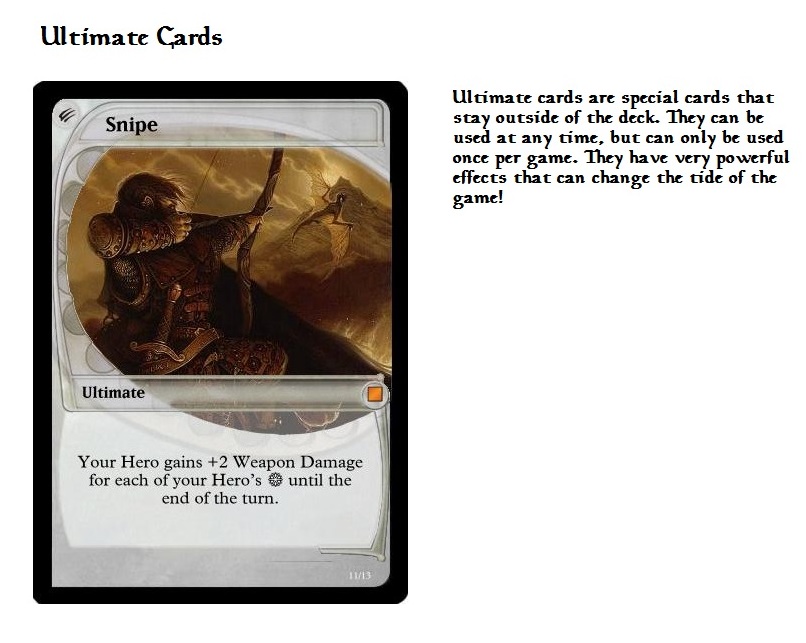 Ultimate Cards
Snipe
Ultimate
Your Hero gains +2 Weapon Damage
for each of your Hero's until the
end of the turn.
11/13
Ultimate cards are special cards that
stay outside of the deck. They can be
used at any time, but can only be used
once per game. They have very powerful
effects that can change the tide of the
game!